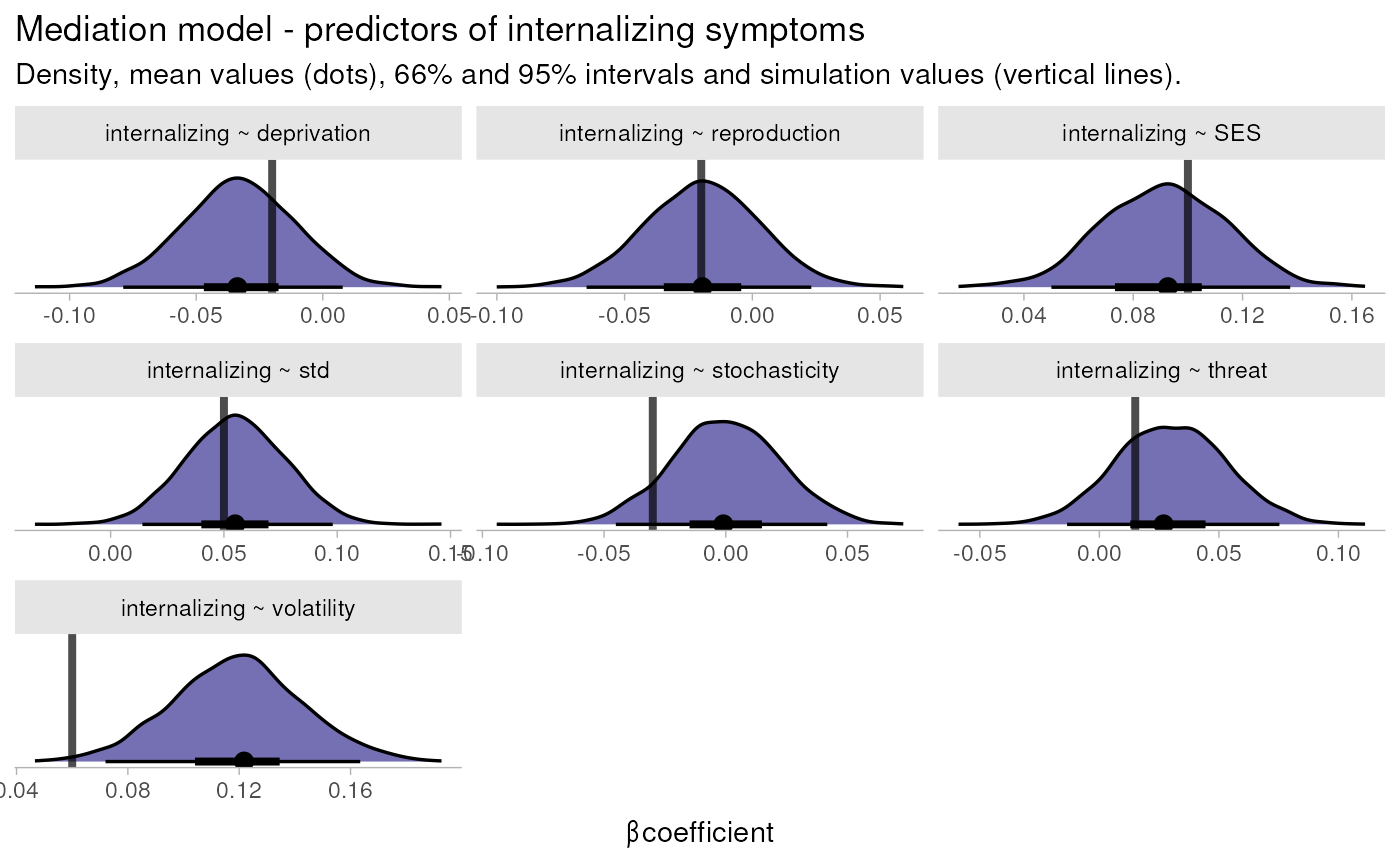 Mediation model - predictors of internalizing symptoms
Density, mean values (dots), 66% and 95% intervals and simulation values (vertical lines).
internalizing ~ deprivation
internalizing ~ reproduction
internalizing ~ SES
-0.10 -0.05 0.00 0.05
-0.10 -0.05 0.00 0.05
0.04 0.08 0.12 0.16
internalizing ~ std
internalizing ~ stochasticity
internalizing ~ threat
0.00 0.05 0.10 0.15
-0.10 -0.05 0.00 0.05
-0.05 0.00 0.05 0.10
internalizing ~ volatility
0.04 0.08 0.12 0.16
βcoefficient